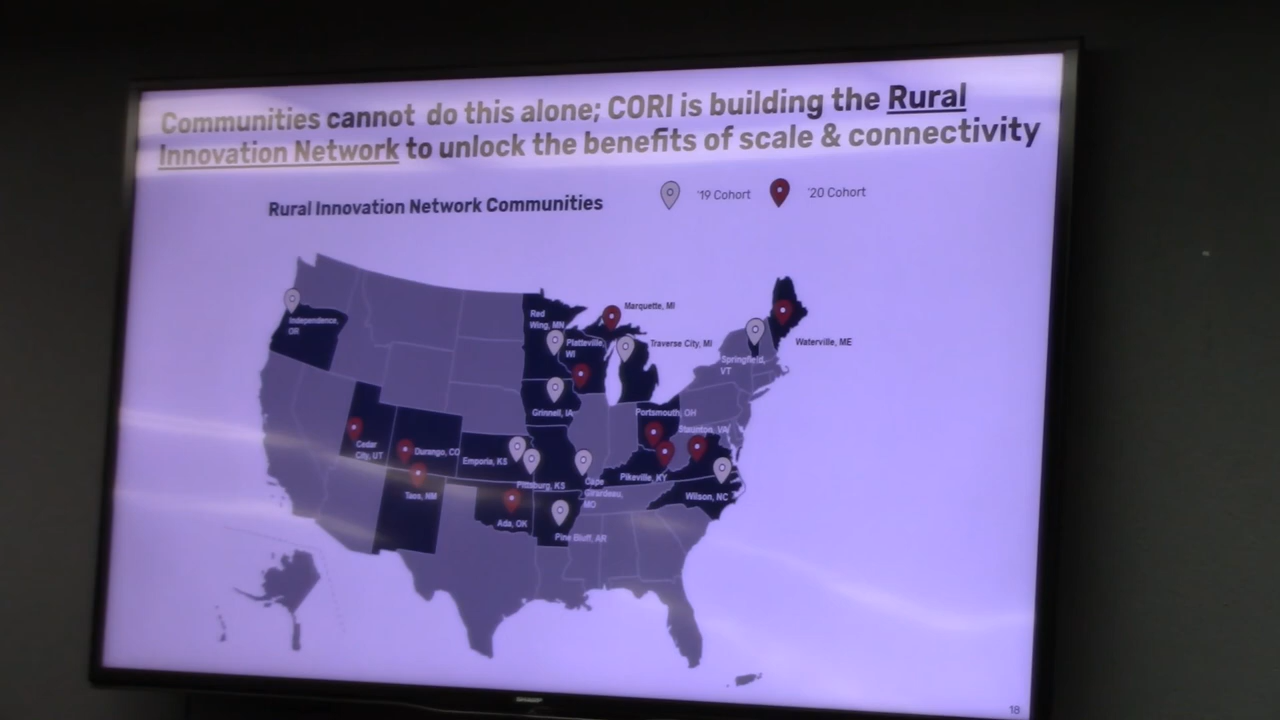 Communities cannot do this alone; CORI is building the Rural
Innovation Network to unlock the benefits of scale & connectivity
Rural Innovation Network Communities
'19 Cohort
'20 Cohort
Independence,
OR
Red
Wing, MN
Marquette, MI
Platteville,
WI
Traverse City, MI
Springfield,
VT
Waterville, ME
Grinnell, IA
Portsmouth, OH
Staunton, VA
Cedar
City, UT
Durango, CO
Emporia, KS
Pittsburg, KS
Cape
Girardeau,
MO
Pikeville, KY
Wilson, NC
Taos, NM
Ada, OK
Pine Bluff, AR
SHARP
18